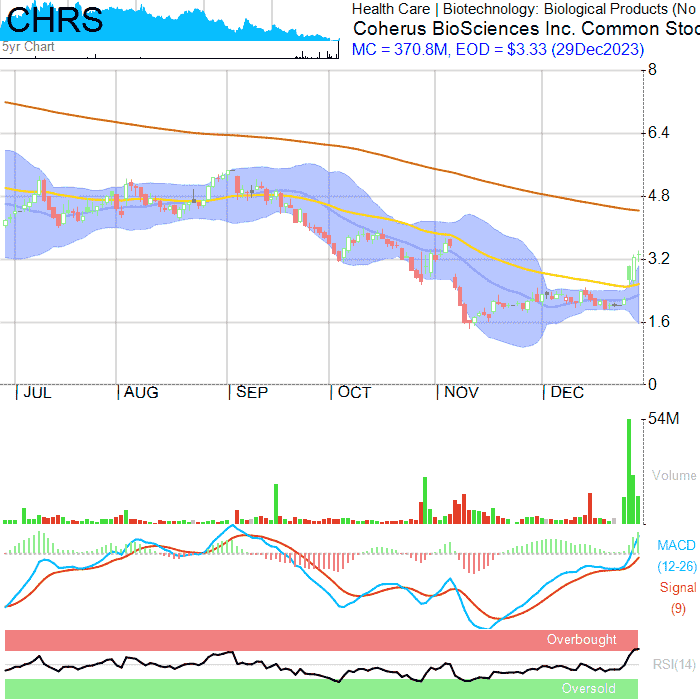 CHRS
5yr Chart
Health Care | Biotechnology: Biological Products (No
Coherus BioSciences Inc. Common Stoc
MC = 370.8M, EOD = $3.33 (29Dec2023)
8
6.4
4.8
3.2
1.6
0
JUL AUG SEP OCT NOV DEC
54M
Volume
MACD
(12-26)
Signal
(9)
Overbought
RSI(14)
Oversold